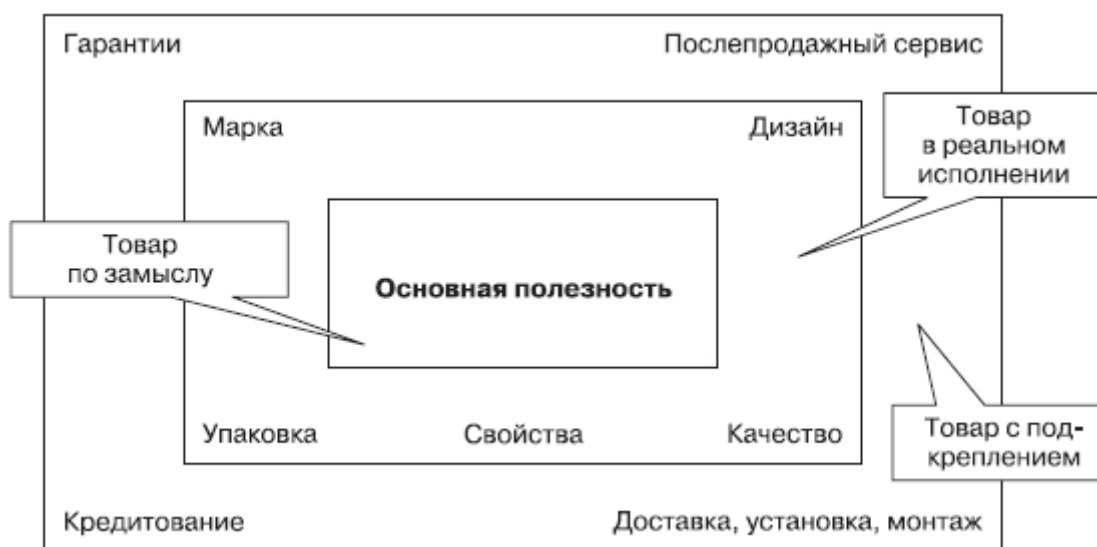 Гарантии
Послепродажный сервис
Марка
Дизайн
Товар
в реальном
исполнении
Товар
по замыслу
Основная полезность
Упаковка
Свойства
Качество
Товар с под-
креплением
Кредитование
Доставка, установка, монтаж